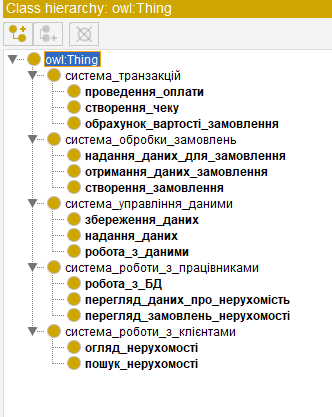 Class hierarchy: owl:Thing
owl:Thing
система_транзакцій
проведення_оплати
створення_чеку
обрахунок_вартості_замовлення
система_обробки_замовлень
надання_даних_для_замовлення
отримання_даних_замовлення
створення_замовлення
система_управління_даними
збереження_даних
надання_даних
робота_з_даними
система_роботи_з_працівниками
робота_з_БД
перегляд_даних_про_нерухомість
перегляд_замовлень_нерухомості
система_роботи_з_клієнтами
огляд_нерухомості
пошук_нерухомості